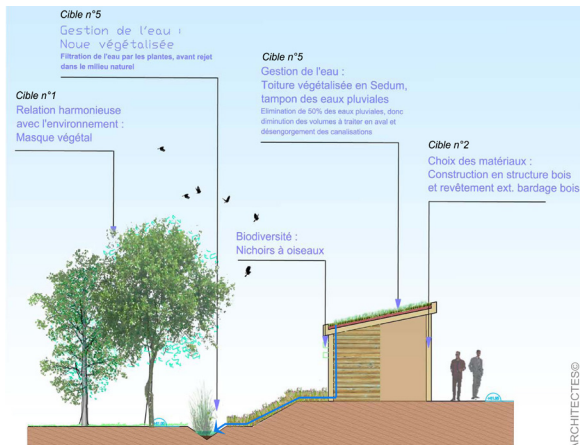 Cible n°5
Gestion de l'eau :
Noue végétalisée
Filtration de l'eau par les plantes, avant rejet
dans le milieu naturel
Cible n°1
Relation harmonieuse
avec l'environnement :
Masque végétal
Cible n°5
Gestion de l'eau :
Toiture végétalisée en Sedum,
tampon des eaux pluviales
Elimination de 50% des eaux pluviales, donc
diminution des volumes à traiter en aval et
désengorgement des canalisations
Cible n°2
Choix des matériaux :
Construction en structure bois
et revêtement ext. bardage bois
Biodiversité :
Nichoirs à oiseaux
ARCHITECTES©